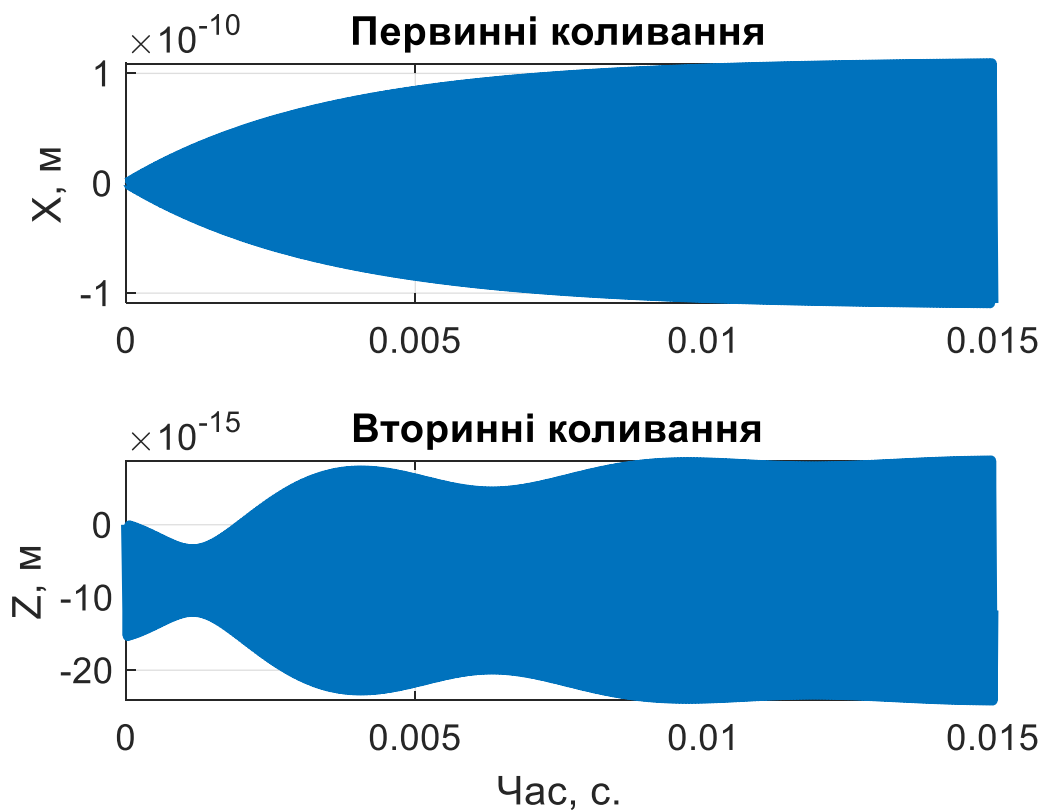 ×10⁻¹⁰
Первинні коливання
X, м
1
0
-1
0 0.005 0.01 0.015
×10⁻¹⁵
Вторинні коливання
Z, м
0
-10
-20
0 0.005 0.01 0.015
Час, с.